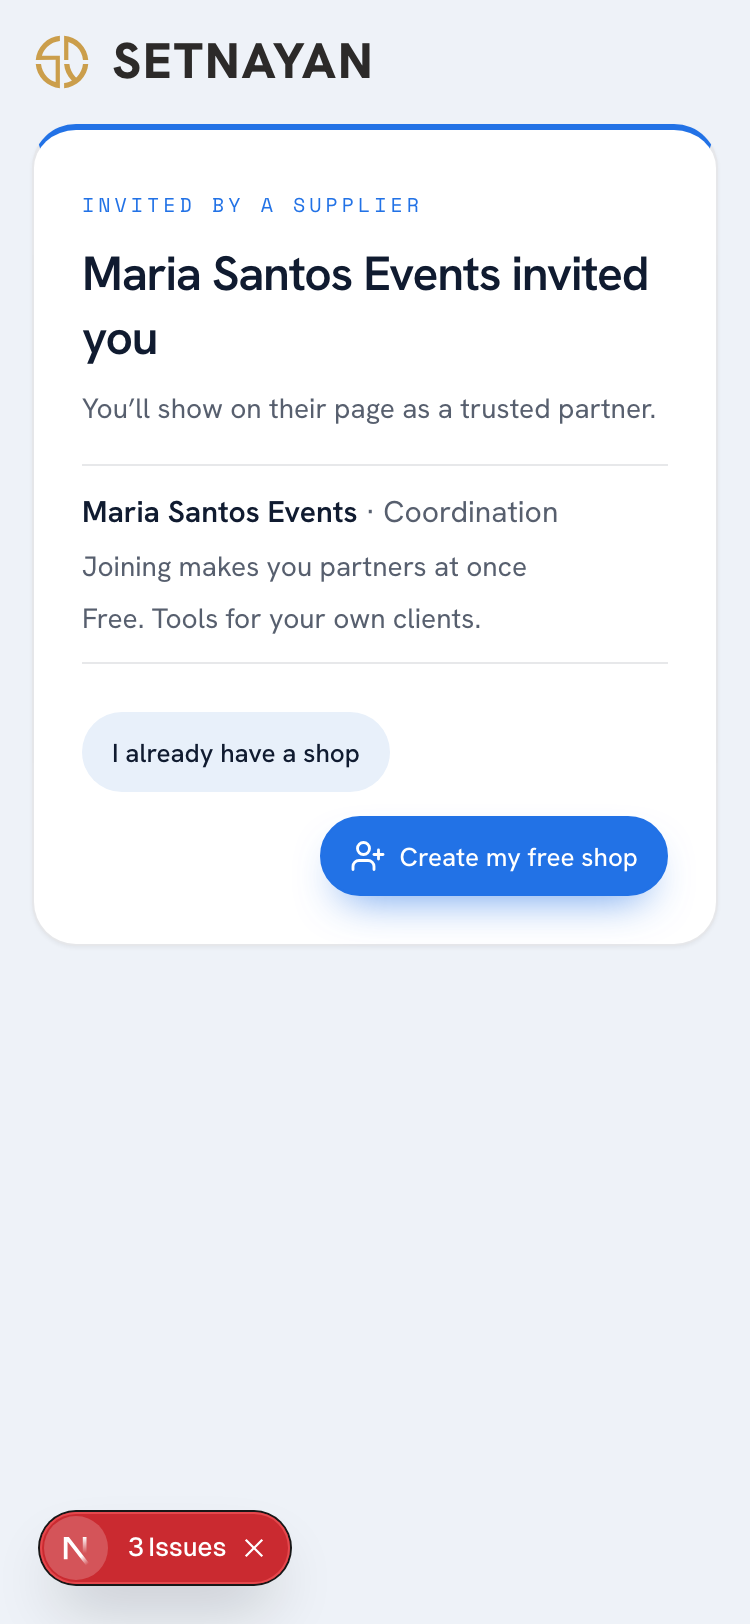 SETNAYAN
INVITED BY A SUPPLIER
Maria Santos Events invited
you
You’ll show on their page as a trusted partner.
Maria Santos Events · Coordination
Joining makes you partners at once
Free. Tools for your own clients.
I already have a shop
Create my free shop
N 3 Issues